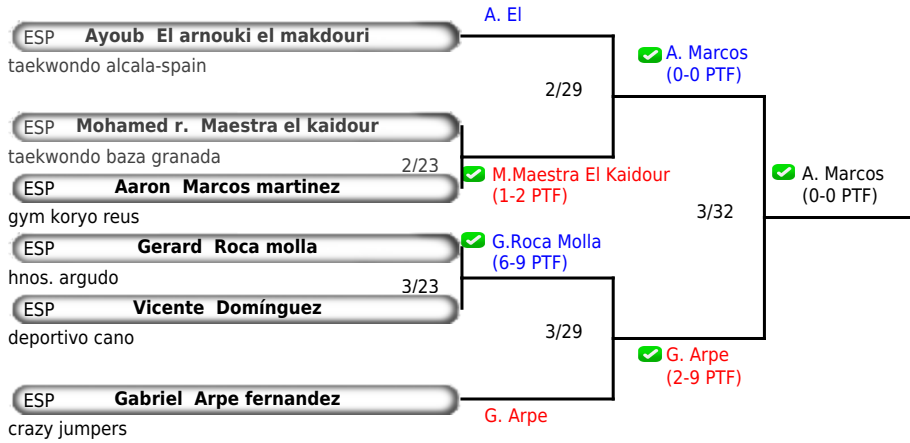 A. El
ESP Ayoub El arnouki el makdouri
taekwondo alcala-spain
A. Marcos
(0-0 PTF)
2/29
ESP Mohamed r. Maestra el kaidour
taekwondo baza granada
2/23
M.Maestra El Kaidour
(1-2 PTF)
ESP Aaron Marcos martinez
gym koryo reus
A. Marcos
(0-0 PTF)
3/32
ESP Gerard Roca molla
hnos. argudo
G.Roca Molla
(6-9 PTF)
3/23
ESP Vicente Domínguez
deportivo cano
3/29
G. Arpe
(2-9 PTF)
ESP Gabriel Arpe fernandez
crazy jumpers
G. Arpe